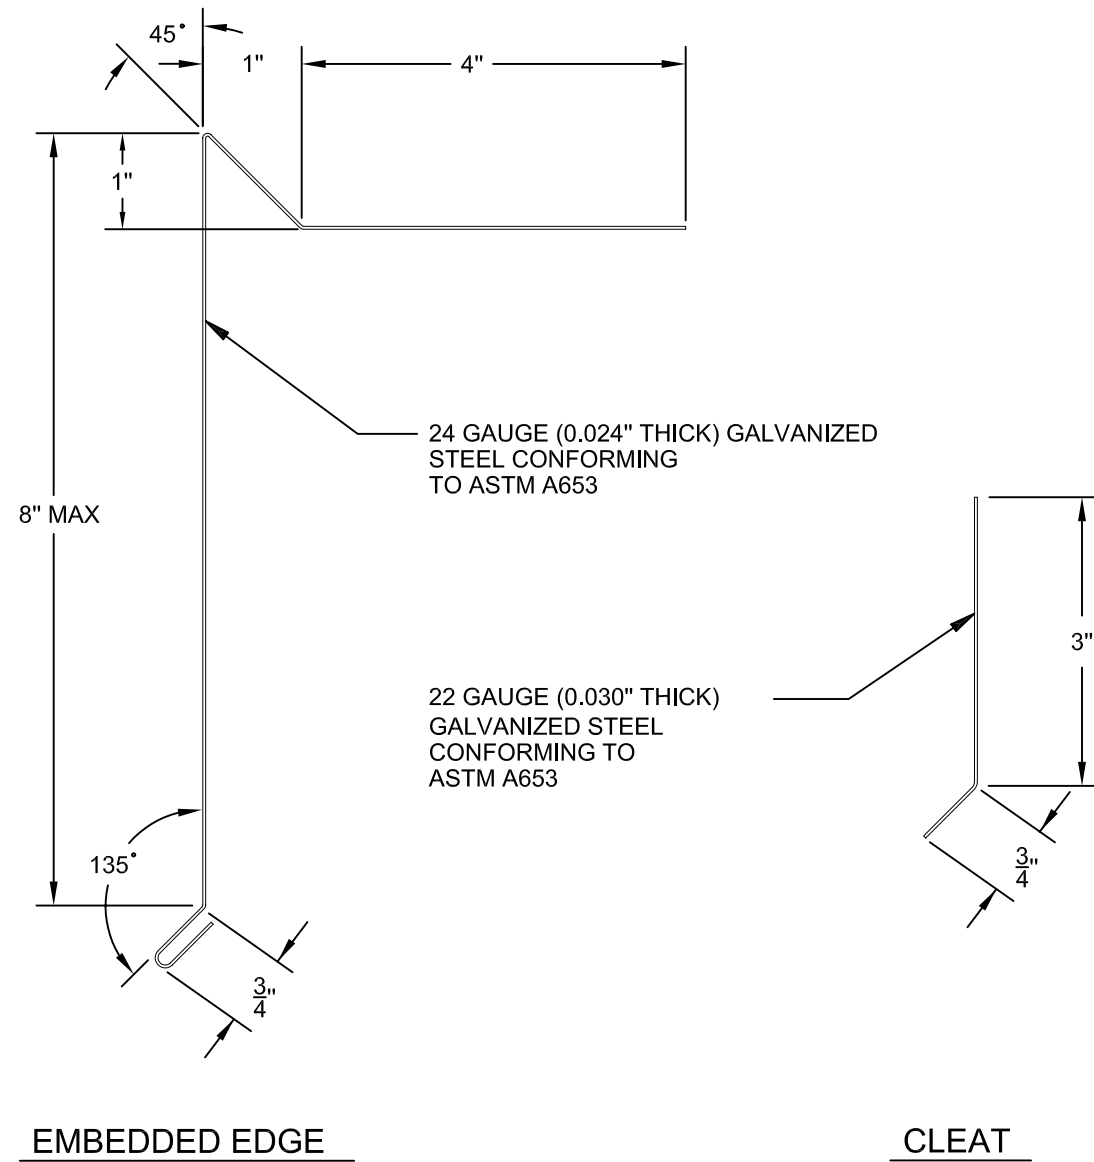 45°
1"
4"
1"
24 GAUGE (0.024" THICK) GALVANIZED
STEEL CONFORMING
TO ASTM A653
8" MAX
3"
22 GAUGE (0.030" THICK)
GALVANIZED STEEL
CONFORMING TO
ASTM A653
135°
3/4"
3/4"
EMBEDDED EDGE
CLEAT